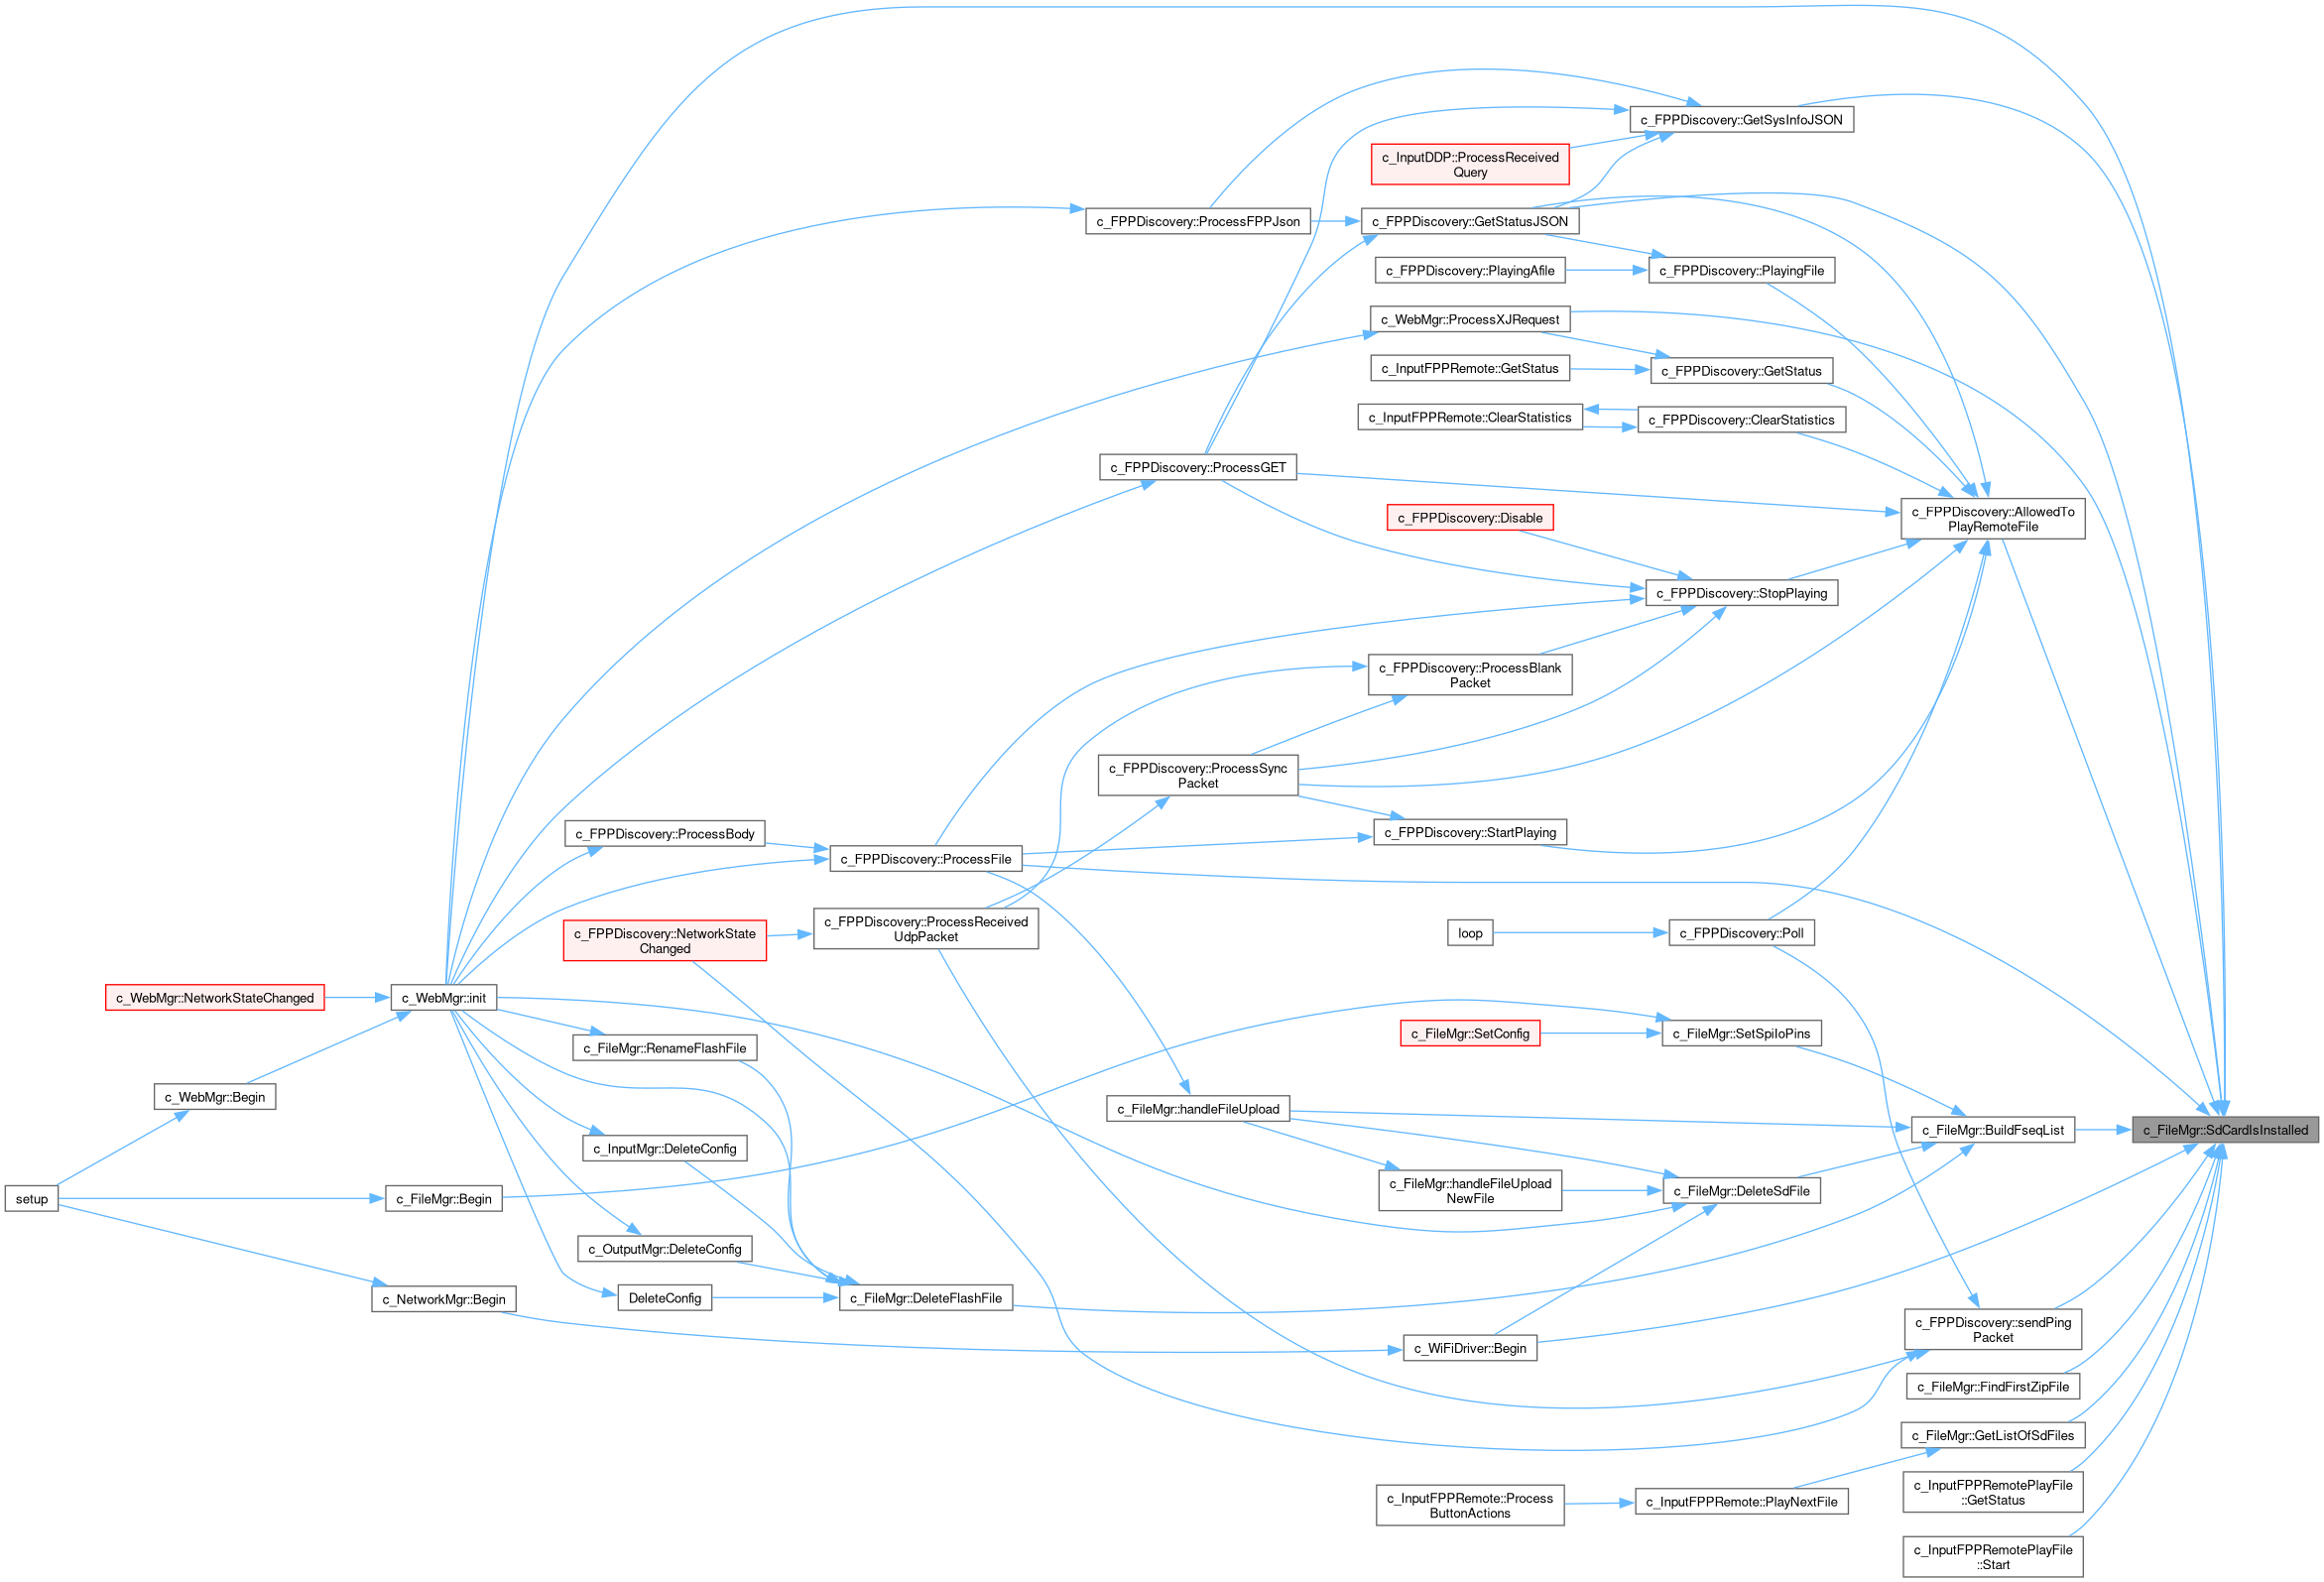 c_FPPDiscovery::GetSysInfoJSON
c_InputDDP::ProcessReceived
Query
c_FPPDiscovery::ProcessFPPJson
c_FPPDiscovery::GetStatusJSON
c_FPPDiscovery::PlayingAfile
c_FPPDiscovery::PlayingFile
c_WebMgr::ProcessXJRequest
c_InputFPPRemote::GetStatus
c_FPPDiscovery::GetStatus
c_InputFPPRemote::ClearStatistics
c_FPPDiscovery::ClearStatistics
c_FPPDiscovery::ProcessGET
c_FPPDiscovery::Disable
c_FPPDiscovery::AllowedTo
PlayRemoteFile
c_FPPDiscovery::StopPlaying
c_FPPDiscovery::ProcessBlank
Packet
c_FPPDiscovery::ProcessSync
Packet
c_FPPDiscovery::ProcessBody
c_FPPDiscovery::StartPlaying
c_FPPDiscovery::ProcessFile
c_FPPDiscovery::NetworkState
Changed
c_FPPDiscovery::ProcessReceived
UdpPacket
loop
c_FPPDiscovery::Poll
c_WebMgr::NetworkStateChanged
c_WebMgr::init
c_FileMgr::RenameFlashFile
c_FileMgr::SetConfig
c_FileMgr::SetSpiIoPins
c_WebMgr::Begin
c_FileMgr::handleFileUpload
c_FileMgr::BuildFseqList
c_FileMgr::SdCardIsInstalled
c_InputMgr::DeleteConfig
setup
c_FileMgr::Begin
c_FileMgr::handleFileUpload
NewFile
c_FileMgr::DeleteSdFile
c_OutputMgr::DeleteConfig
c_NetworkMgr::Begin
DeleteConfig
c_FileMgr::DeleteFlashFile
c_WiFiDriver::Begin
c_FPPDiscovery::sendPing
Packet
c_FileMgr::FindFirstZipFile
c_FileMgr::GetListOfSdFiles
c_InputFPPRemote::Process
ButtonActions
c_InputFPPRemote::PlayNextFile
c_InputFPPRemotePlayFile
::GetStatus
c_InputFPPRemotePlayFile
::Start